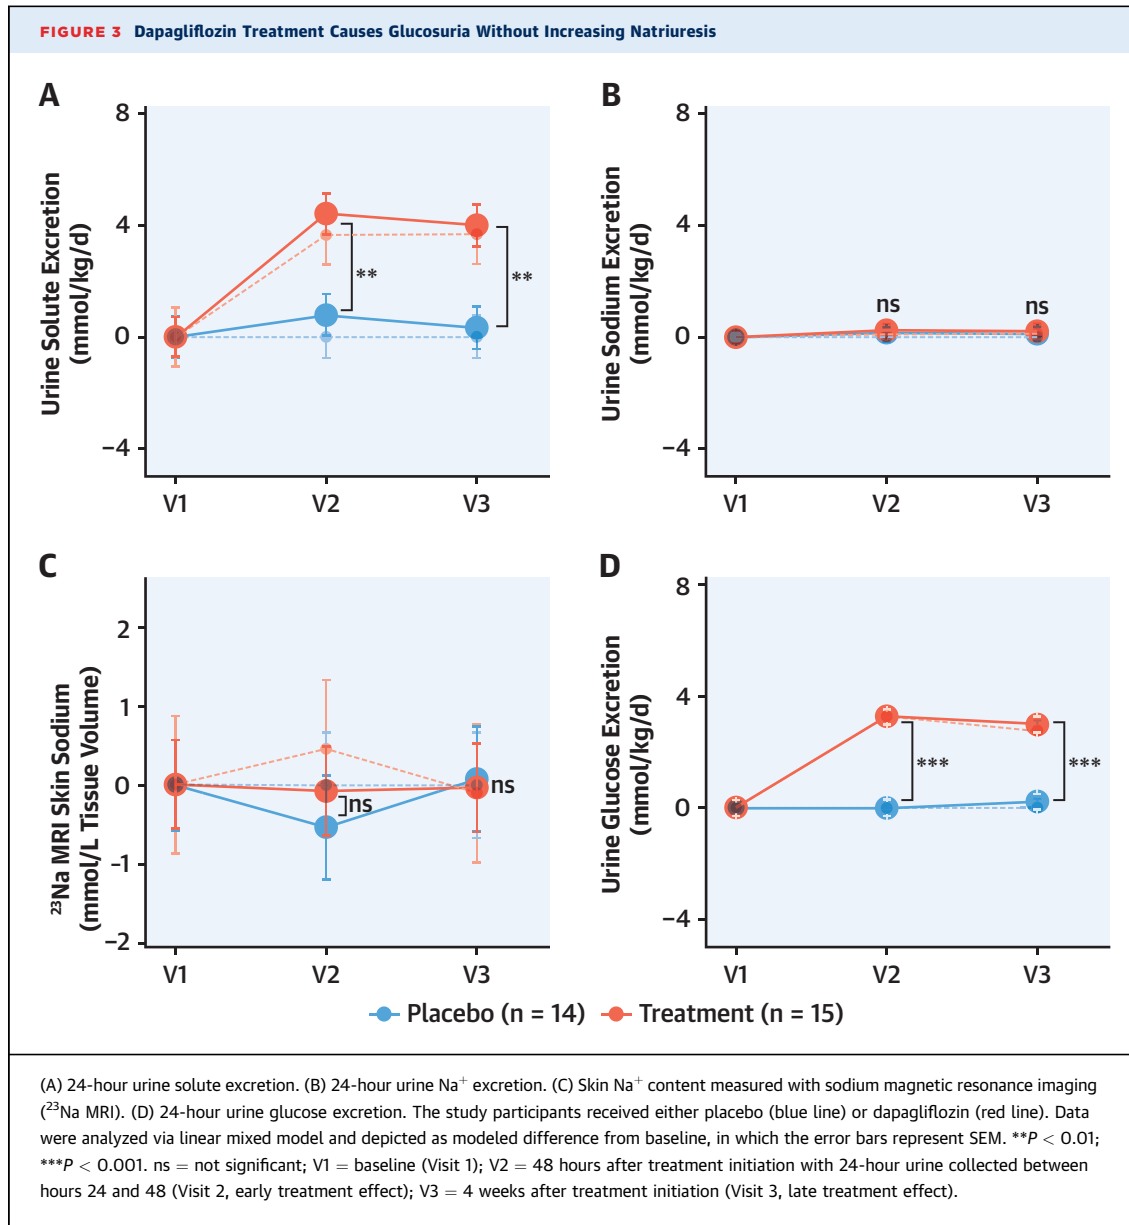 FIGURE 3 Dapagliflozin Treatment Causes Glucosuria Without Increasing Natriuresis
A
Urine Solute Excretion
(mmol/kg/d)
8
4
0
−4
**
**
V1 V2 V3
B
Urine Sodium Excretion
(mmol/kg/d)
8
4
0
−4
ns
ns
V1 V2 V3
C
²³Na MRI Skin Sodium
(mmol/L Tissue Volume)
2
1
0
−1
−2
ns
ns
V1 V2 V3
D
Urine Glucose Excretion
(mmol/kg/d)
8
4
0
−4
***
***
V1 V2 V3
Placebo (n = 14) Treatment (n = 15)
(A) 24-hour urine solute excretion. (B) 24-hour urine Na⁺ excretion. (C) Skin Na⁺ content measured with sodium magnetic resonance imaging
(²³Na MRI). (D) 24-hour urine glucose excretion. The study participants received either placebo (blue line) or dapagliflozin (red line). Data
were analyzed via linear mixed model and depicted as modeled difference from baseline, in which the error bars represent SEM. **P < 0.01;
***P < 0.001. ns = not significant; V1 = baseline (Visit 1); V2 = 48 hours after treatment initiation with 24-hour urine collected between
hours 24 and 48 (Visit 2, early treatment effect); V3 = 4 weeks after treatment initiation (Visit 3, late treatment effect).